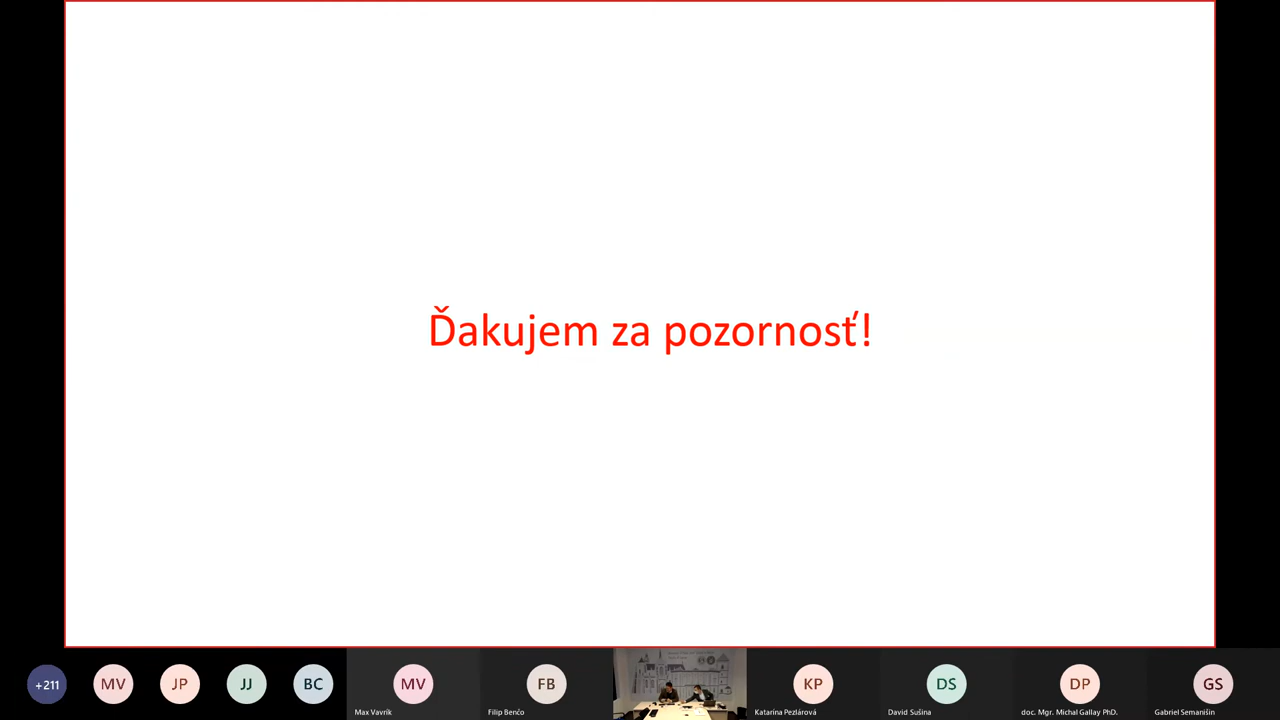 Ďakujem za pozornosť!
+211
MV
JP
JJ
BC
MV
FB
KP
DS
DP
GS
Max Vavrík
Filip Benčo
Katarína Pezlárová
David Sušina
doc. Mgr. Michal Gallay PhD.
Gabriel Semanišin